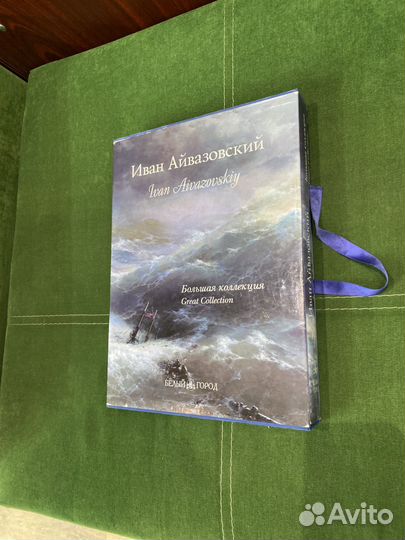 Иван Айвазовский
Ivan Aivazovskiy
Большая коллекция
Great Collection
БЕЛЫЙ ГОРОД
Иван Айвазовский
Avito